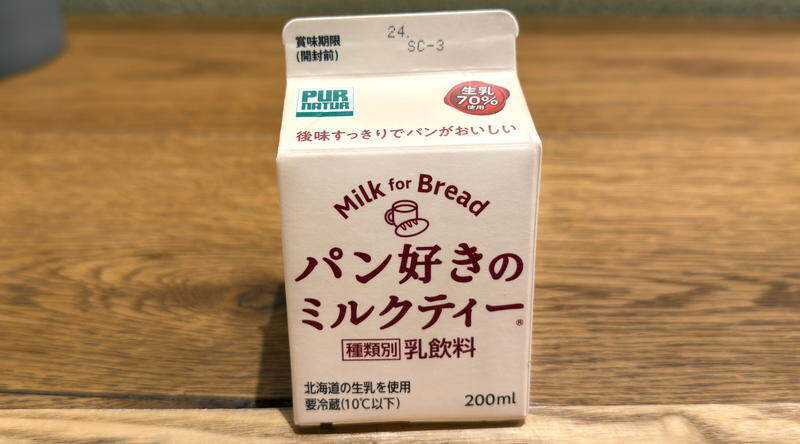 賞味期限
(開封前)
24.
SC-3
PUR
NATUR
生乳
70%
使用
後味すっきりでパンがおいしい
Milk for Bread
パン好きの
ミルクティー®
種類別 乳飲料
北海道の生乳を使用
要冷蔵(10℃以下)
200ml